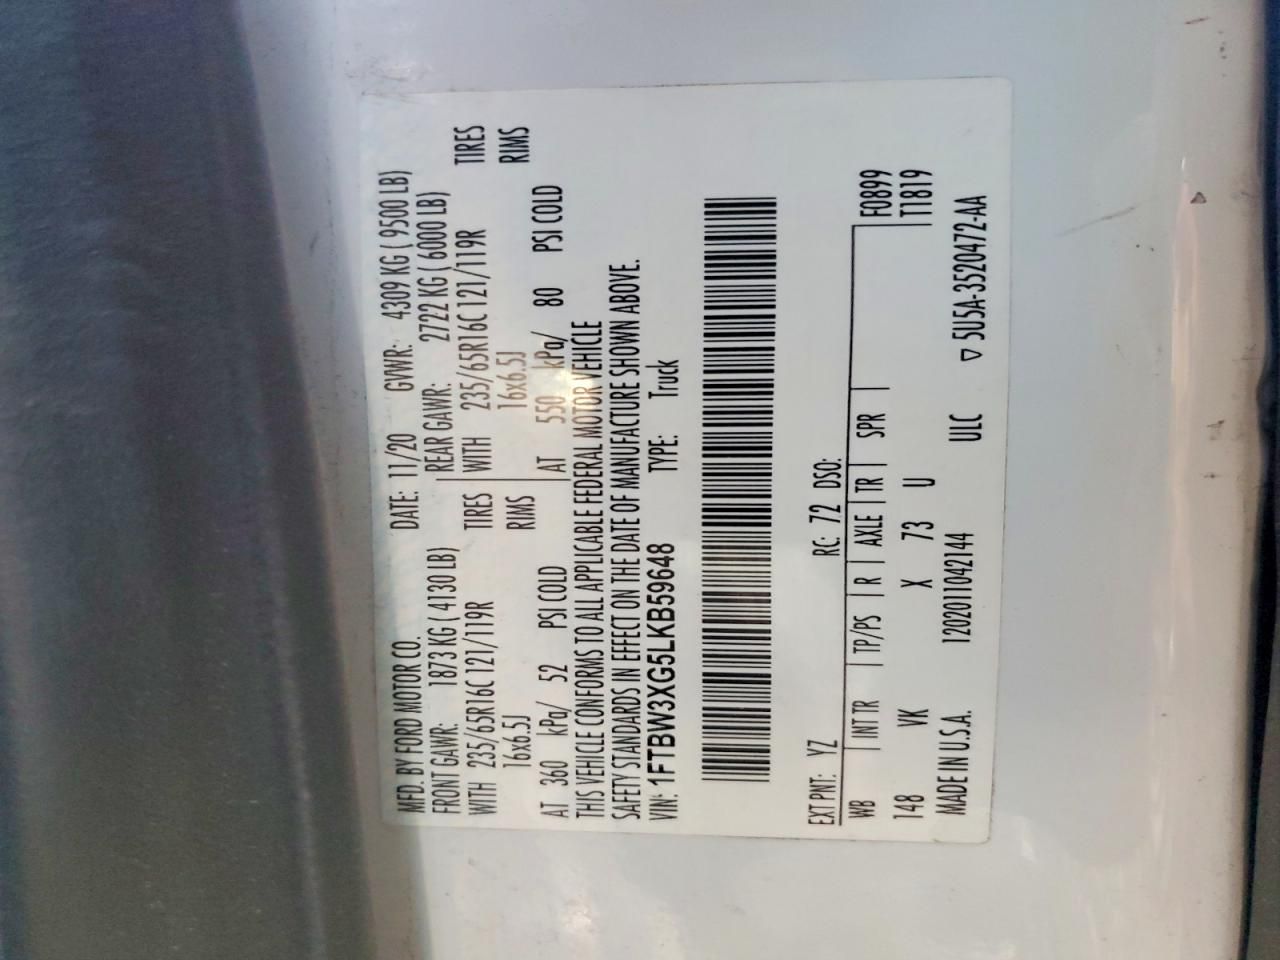 MFD. BY FORD MOTOR CO. DATE: 11/20 GVWR: 4309 KG ( 9500 LB)
FRONT GAWR: 1873 KG ( 4130 LB) REAR GAWR: 2722 KG ( 6000 LB)
WITH 235/65R16C 121/119R TIRES WITH 235/65R16C 121/119R TIRES
16x6.5J RIMS 16x6.5J RIMS
AT 360 kPa/ 52 PSI COLD AT 550 kPa/ 80 PSI COLD
THIS VEHICLE CONFORMS TO ALL APPLICABLE FEDERAL MOTOR VEHICLE
SAFETY STANDARDS IN EFFECT ON THE DATE OF MANUFACTURE SHOWN ABOVE.
VIN: 1FTBW3XG5LKB59648 TYPE: Truck
EXT PNT: YZ RC: 72 DSO:
WB INT TR TP/PS R AXLE TR SPR F0899
148 VK X 73 U T1819
MADE IN U.S.A. 1202011042144 ULC ▽ 5U5A-3520472-AA